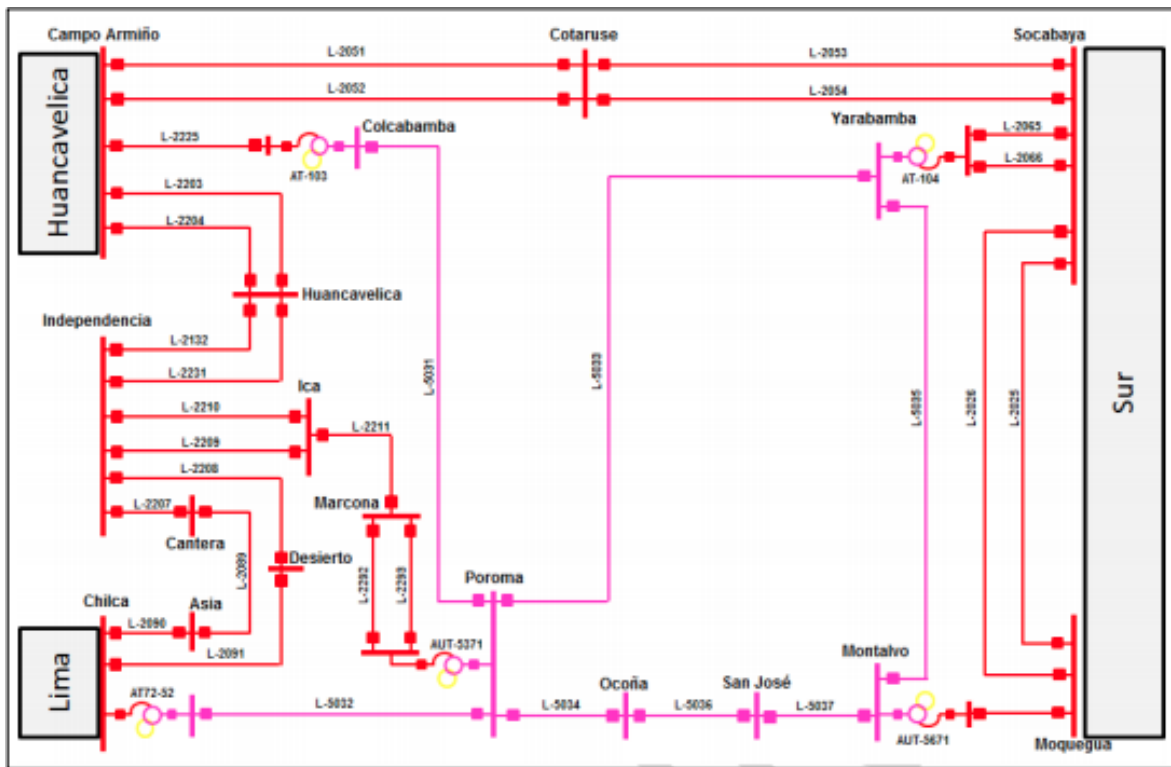 Campo Armiño
Cotaruse
Socabaya
L-2051
L-2053
L-2052
L-2054
Huancavelica
Colcabamba
Yarabamba
L-2225
L-2065
AT-103
AT-104
L-2066
L-2203
L-2204
Huancavelica
Independencia
L-2132
L-2231
Ica
L-5031
L-5033
L-5035
L-2026
L-2025
Sur
L-2210
L-2211
L-2209
L-2208
L-2207
Marcona
Cantera
L-2089
Desierto
L-2292
L-2293
Poroma
Chilca
Asia
L-2090
L-2091
AUT-5371
Montalvo
Lima
AT72-52
Ocoña
San José
L-5032
L-5034
L-5036
L-5037
AUT-5671
Moquegua